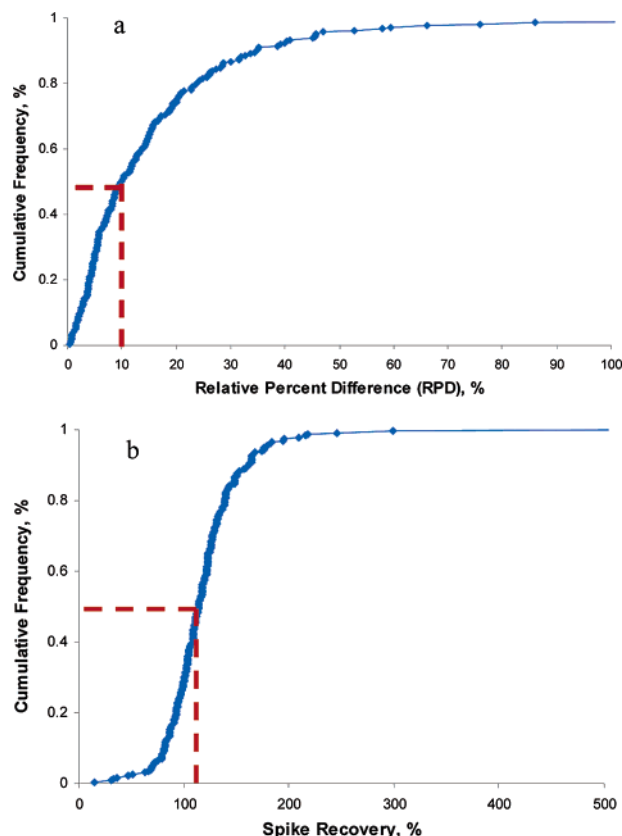 a
Cumulative Frequency, %
1
0.8
0.6
0.4
0.2
0
0 10 20 30 40 50 60 70 80 90 100
Relative Percent Difference (RPD), %
b
Cumulative Frequency, %
1
0.8
0.6
0.4
0.2
0
0 100 200 300 400 500
Spike Recovery, %